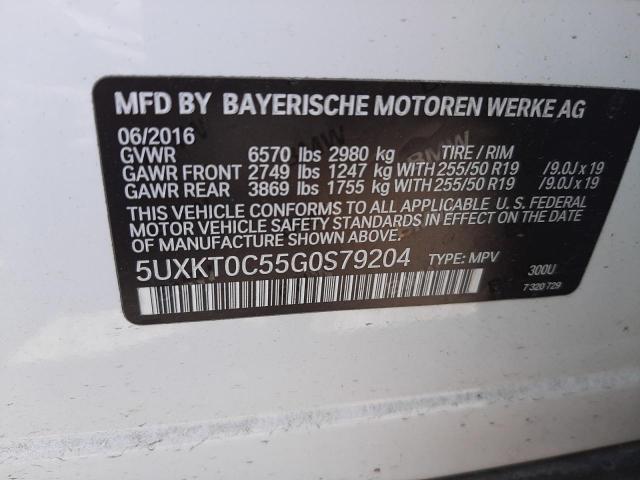 MFD BY BAYERISCHE MOTOREN WERKE AG
06/2016
GVWR 6570 lbs 2980 kg TIRE / RIM
GAWR FRONT 2749 lbs 1247 kg WITH 255/50 R19 /9.0J x 19
GAWR REAR 3869 lbs 1755 kg WITH 255/50 R19 /9.0J x 19
THIS VEHICLE CONFORMS TO ALL APPLICABLE U.S. FEDERAL
MOTOR VEHICLE SAFETY STANDARDS IN EFFECT ON THE DATE
OF MANUFACTURE SHOWN ABOVE.
5UXKT0C55G0S79204 TYPE: MPV 300U
7 320 729